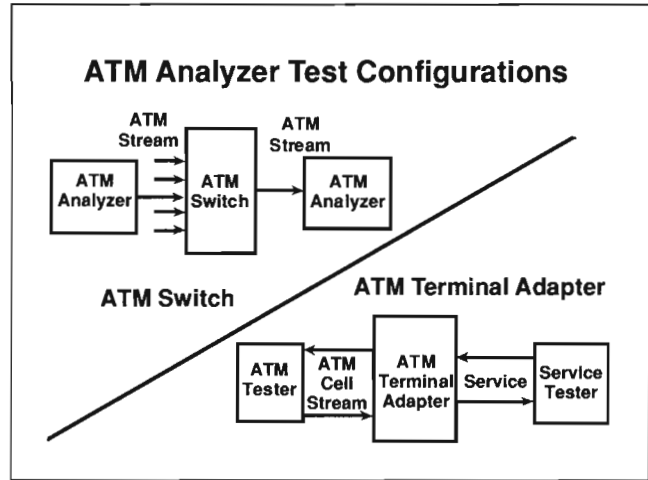 ATM Analyzer Test Configurations
ATM
Stream
ATM
Stream
ATM
Analyzer
ATM
Switch
ATM
Analyzer
ATM Switch
ATM Terminal Adapter
ATM
Tester
ATM
Cell
Stream
ATM
Terminal
Adapter
Service
Service
Tester